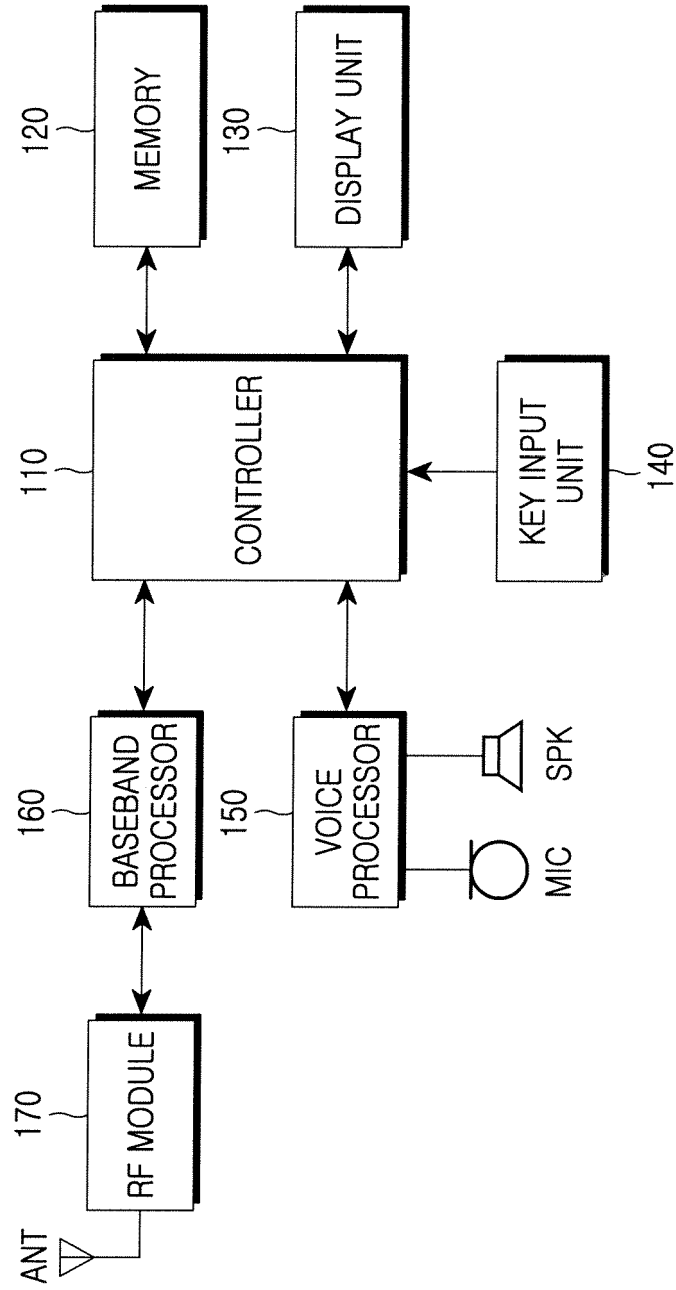 ANT
170
RF MODULE
160
BASEBAND
PROCESSOR
110
CONTROLLER
120
MEMORY
150
VOICE
PROCESSOR
130
DISPLAY UNIT
MIC
SPK
KEY INPUT
UNIT
140